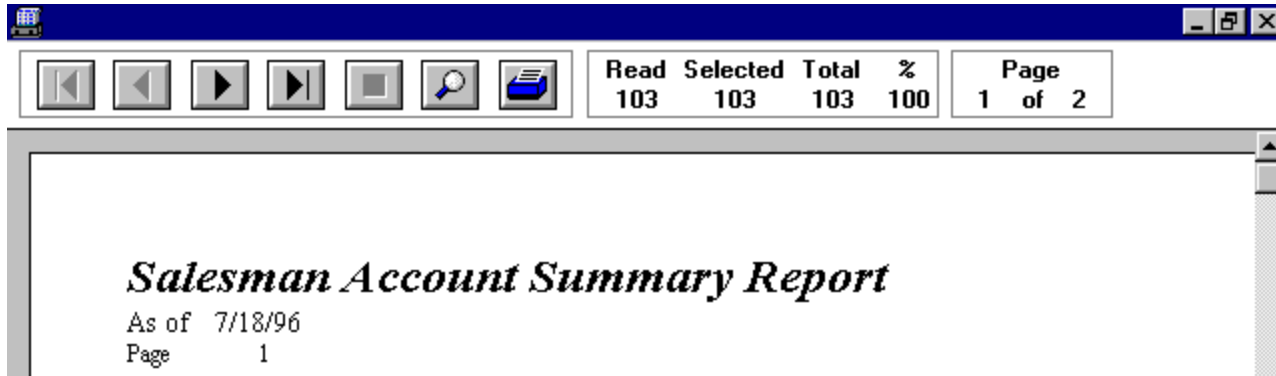 Read Selected Total % Page
103 103 103 100 1 of 2
Salesman Account Summary Report
As of 7/18/96
Page 1